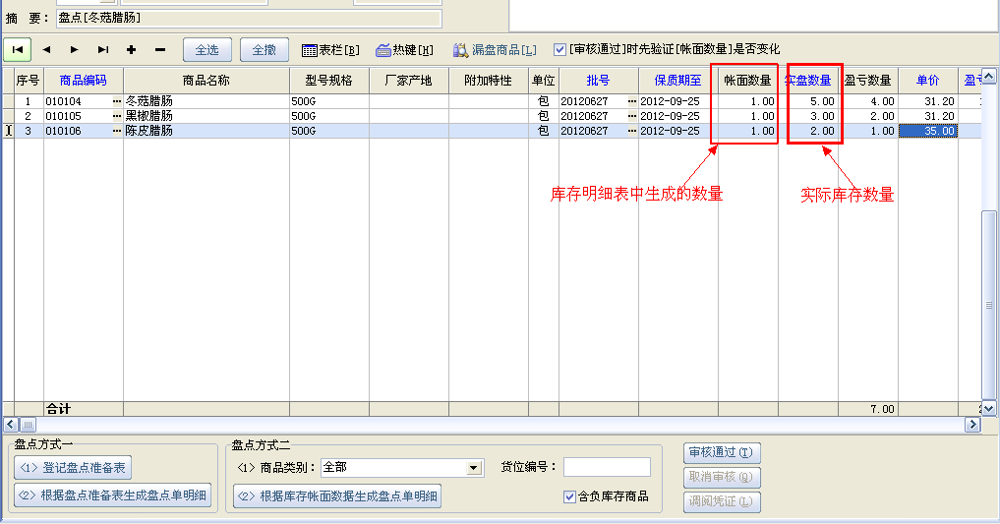 摘 要： 盘点[冬菇腊肠]
全选 全撤 表栏[B] 热键[H] 漏盘商品[L] [审核通过]时先验证[帐面数量]是否变化
序号 商品编码 商品名称 型号规格 厂家产地 附加特性 单位 批号 保质期至 帐面数量 实盘数量 盈亏数量 单价 盈亏
1 010104 冬菇腊肠 500G 包 20120627 2012-09-25 1.00 5.00 4.00 31.20
2 010105 黑椒腊肠 500G 包 20120627 2012-09-25 1.00 3.00 2.00 31.20
3 010106 陈皮腊肠 500G 包 20120627 2012-09-25 1.00 2.00 1.00 35.00
库存明细表中生成的数量 实际库存数量
合计 7.00
盘点方式一
<1> 登记盘点准备表
<2> 根据盘点准备表生成盘点单明细
盘点方式二
<1> 商品类别： 全部 货位编号：
<2> 根据库存帐面数据生成盘点单明细 含负库存商品
审核通过(T)
取消审核(Q)
调阅凭证(L)